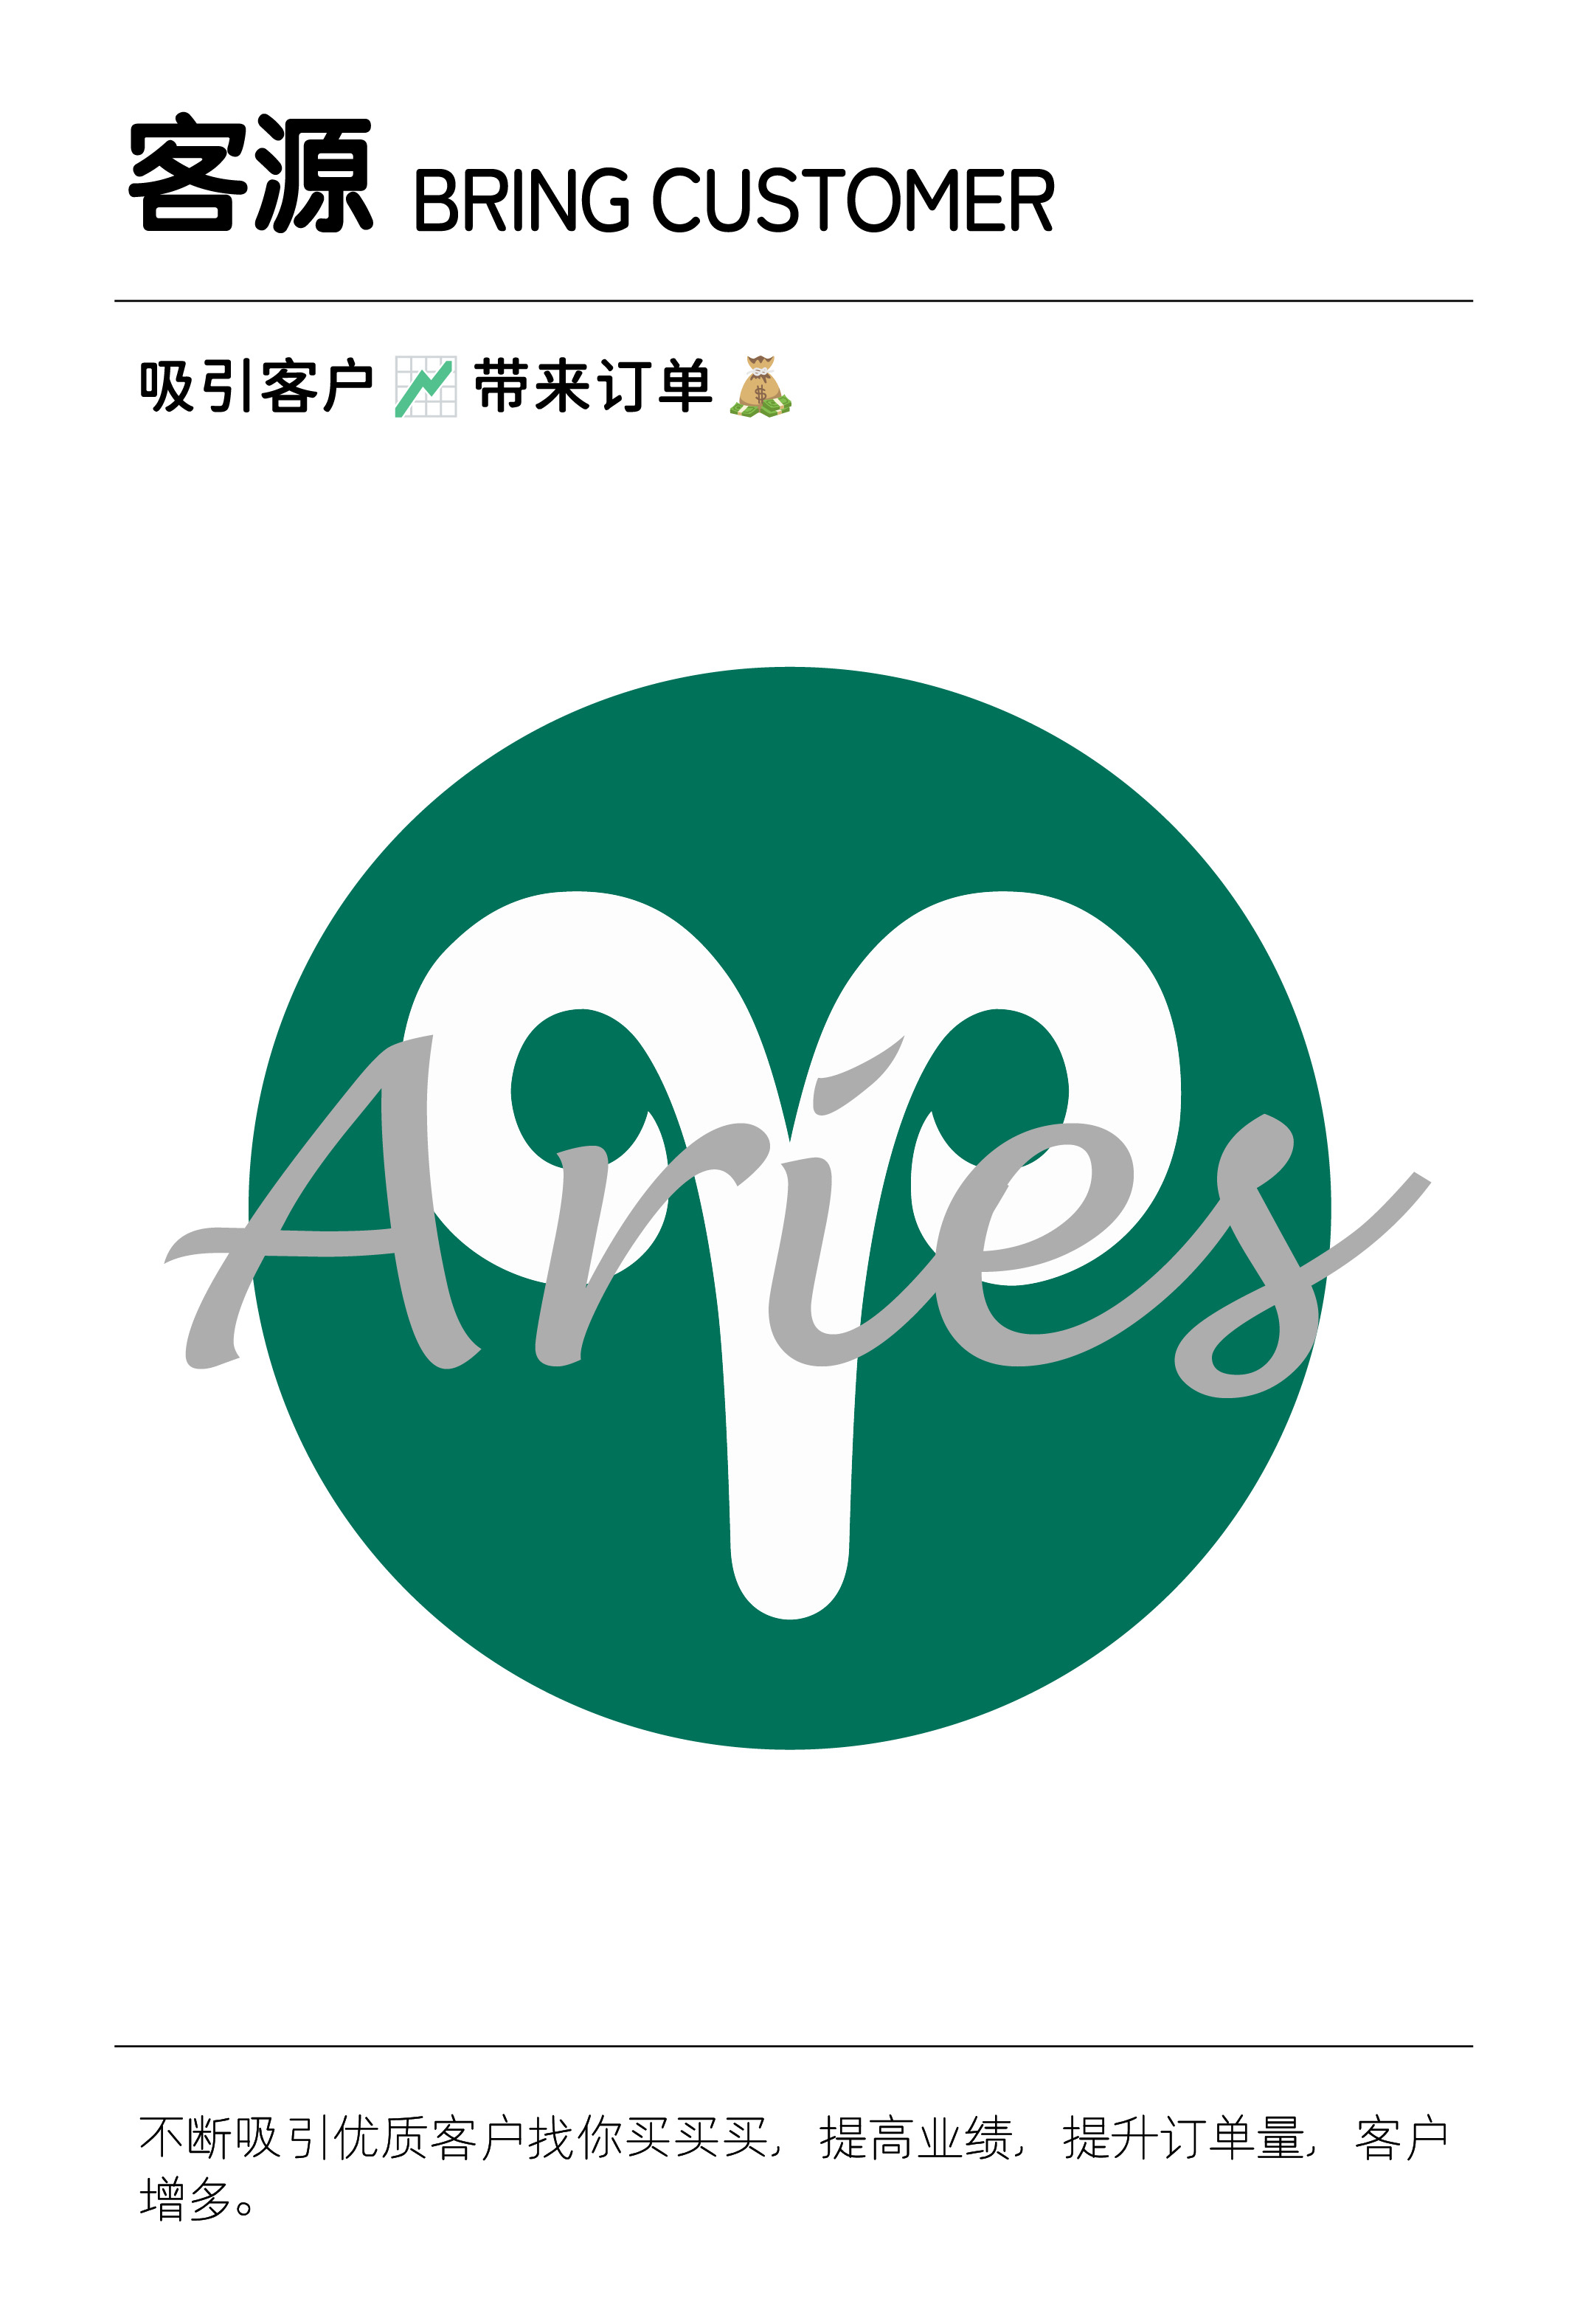 客源 BRING CUSTOMER
吸引客户 📈 带来订单 💰
Aries
不断吸引优质客户找你买买买，提高业绩，提升订单量，客户
增多。